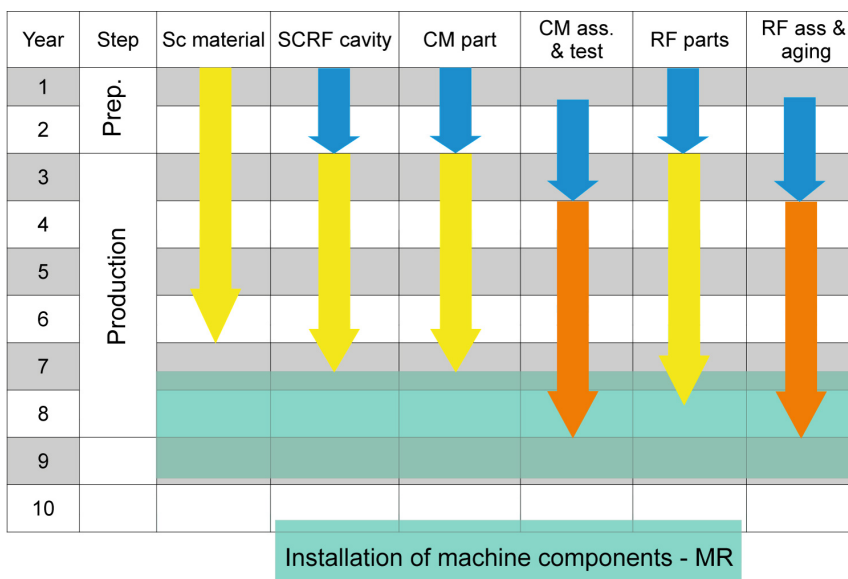 Year Step Sc material SCRF cavity CM part CM ass. & test RF parts RF ass & aging
1
Prep.
2
3
Production
4
5
6
7
8
9
10
Installation of machine components - MR